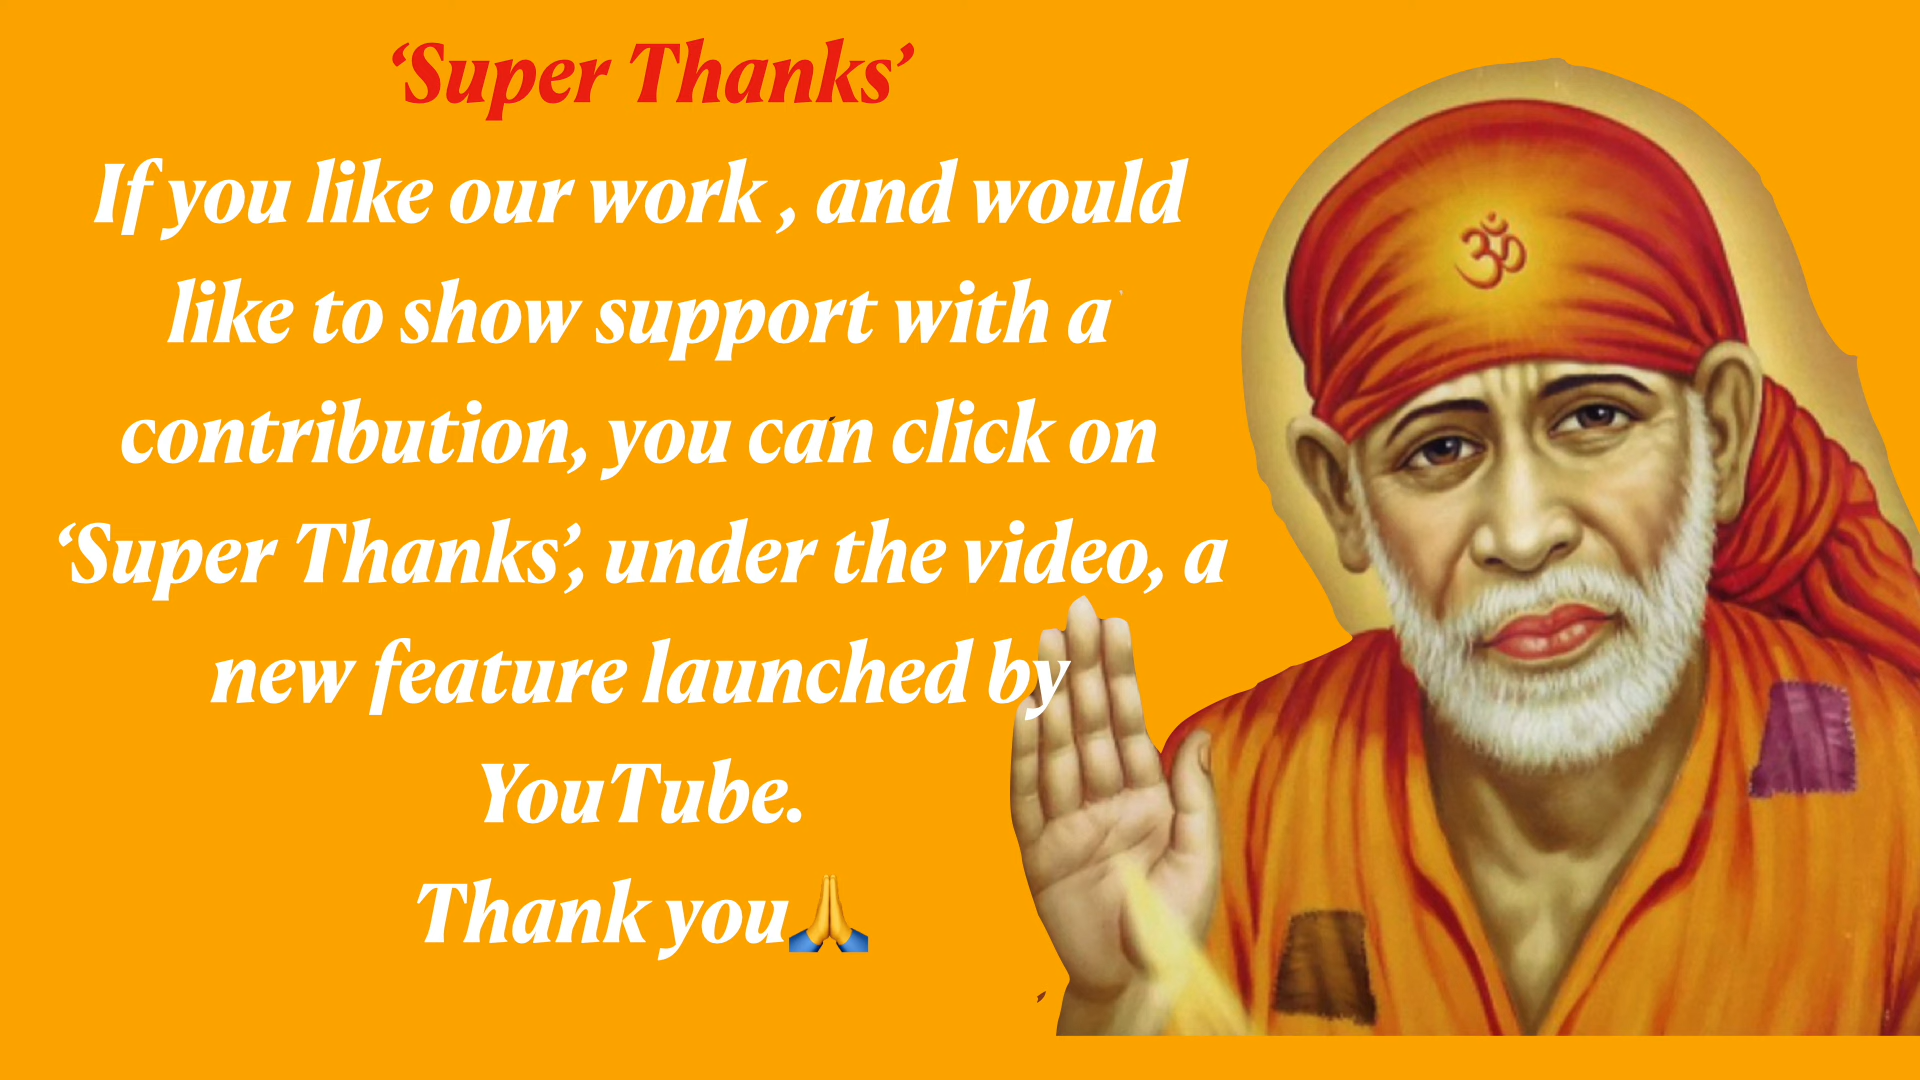 ‘Super Thanks’
If you like our work , and would
like to show support with a
contribution, you can click on
‘Super Thanks’, under the video, a
new feature launched by
YouTube.
Thank you🙏
ॐ